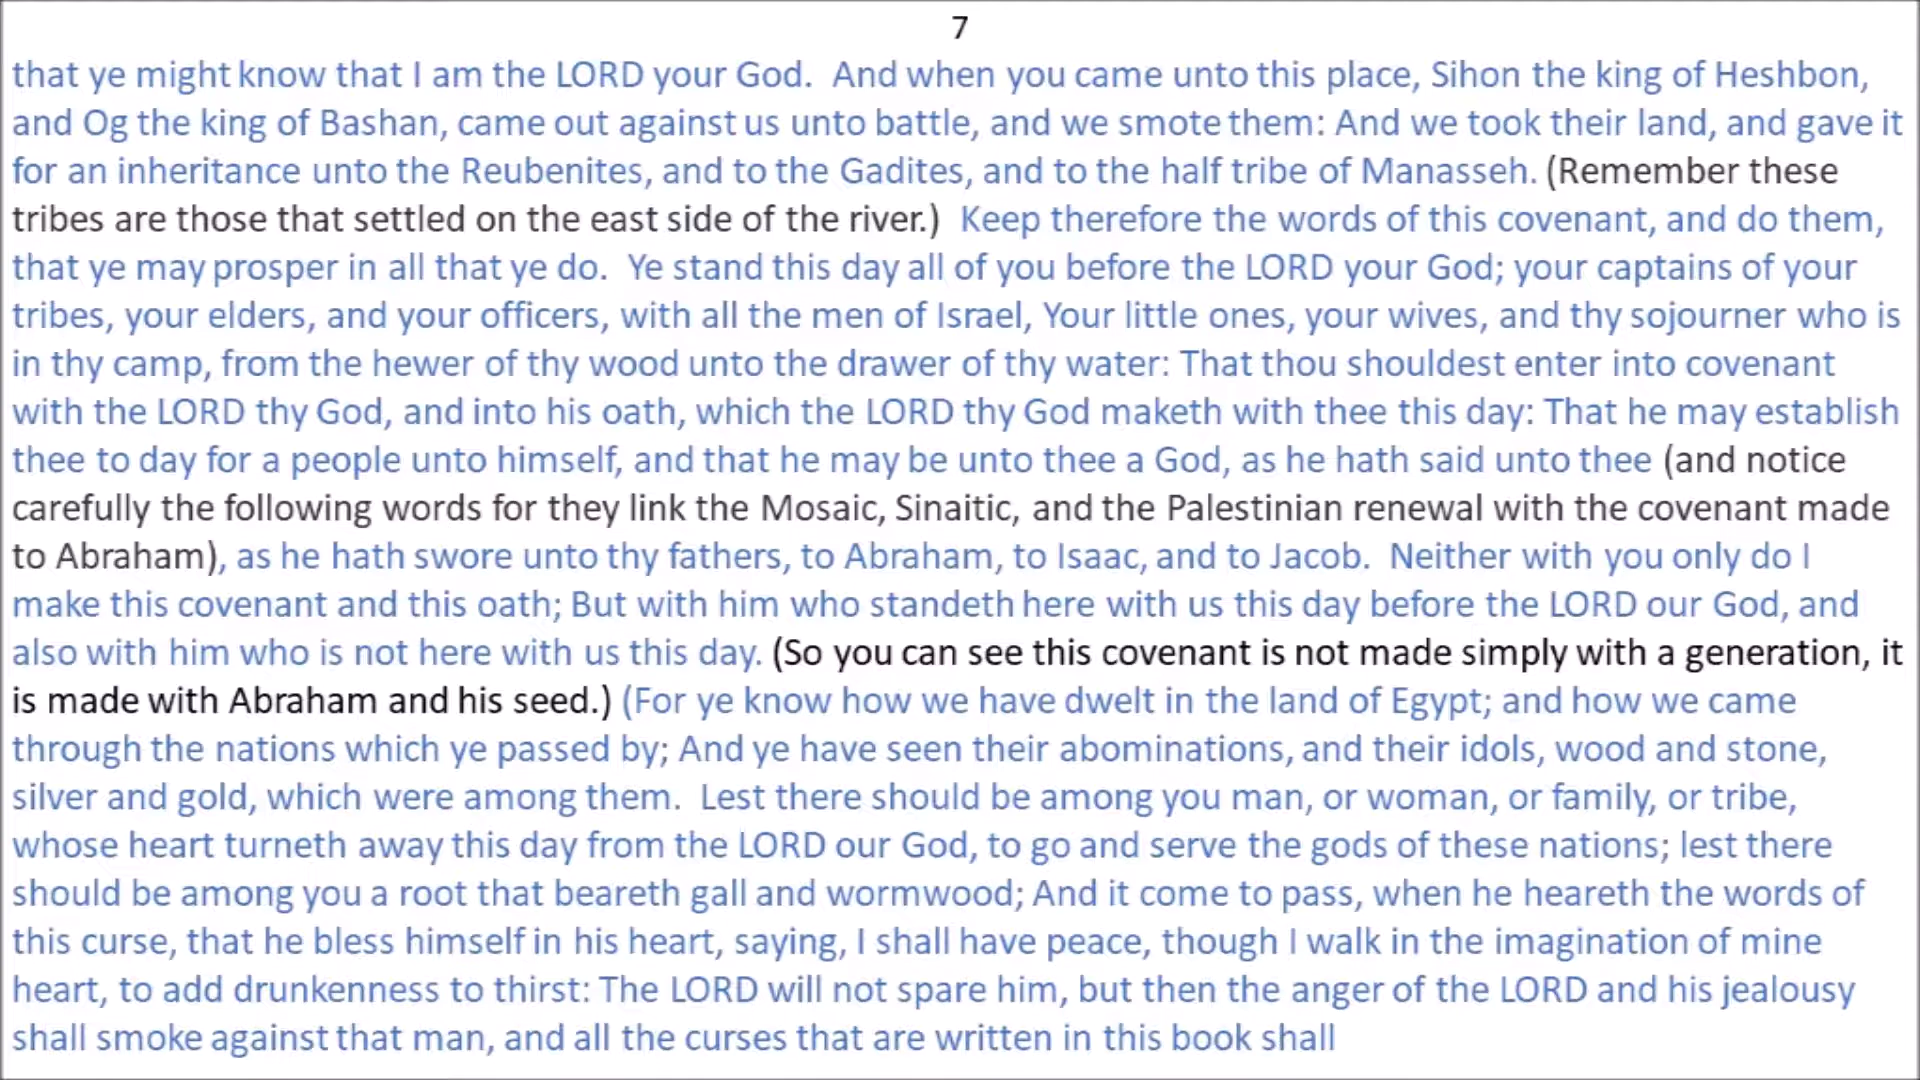 7
that ye might know that I am the LORD your God.  And when you came unto this place, Sihon the king of Heshbon,
and Og the king of Bashan, came out against us unto battle, and we smote them: And we took their land, and gave it
for an inheritance unto the Reubenites, and to the Gadites, and to the half tribe of Manasseh. (Remember these
tribes are those that settled on the east side of the river.)  Keep therefore the words of this covenant, and do them,
that ye may prosper in all that ye do.  Ye stand this day all of you before the LORD your God; your captains of your
tribes, your elders, and your officers, with all the men of Israel, Your little ones, your wives, and thy sojourner who is
in thy camp, from the hewer of thy wood unto the drawer of thy water: That thou shouldest enter into covenant
with the LORD thy God, and into his oath, which the LORD thy God maketh with thee this day: That he may establish
thee to day for a people unto himself, and that he may be unto thee a God, as he hath said unto thee (and notice
carefully the following words for they link the Mosaic, Sinaitic, and the Palestinian renewal with the covenant made
to Abraham), as he hath swore unto thy fathers, to Abraham, to Isaac, and to Jacob.  Neither with you only do I
make this covenant and this oath; But with him who standeth here with us this day before the LORD our God, and
also with him who is not here with us this day. (So you can see this covenant is not made simply with a generation, it
is made with Abraham and his seed.) (For ye know how we have dwelt in the land of Egypt; and how we came
through the nations which ye passed by; And ye have seen their abominations, and their idols, wood and stone,
silver and gold, which were among them.  Lest there should be among you man, or woman, or family, or tribe,
whose heart turneth away this day from the LORD our God, to go and serve the gods of these nations; lest there
should be among you a root that beareth gall and wormwood; And it come to pass, when he heareth the words of
this curse, that he bless himself in his heart, saying, I shall have peace, though I walk in the imagination of mine
heart, to add drunkenness to thirst: The LORD will not spare him, but then the anger of the LORD and his jealousy
shall smoke against that man, and all the curses that are written in this book shall